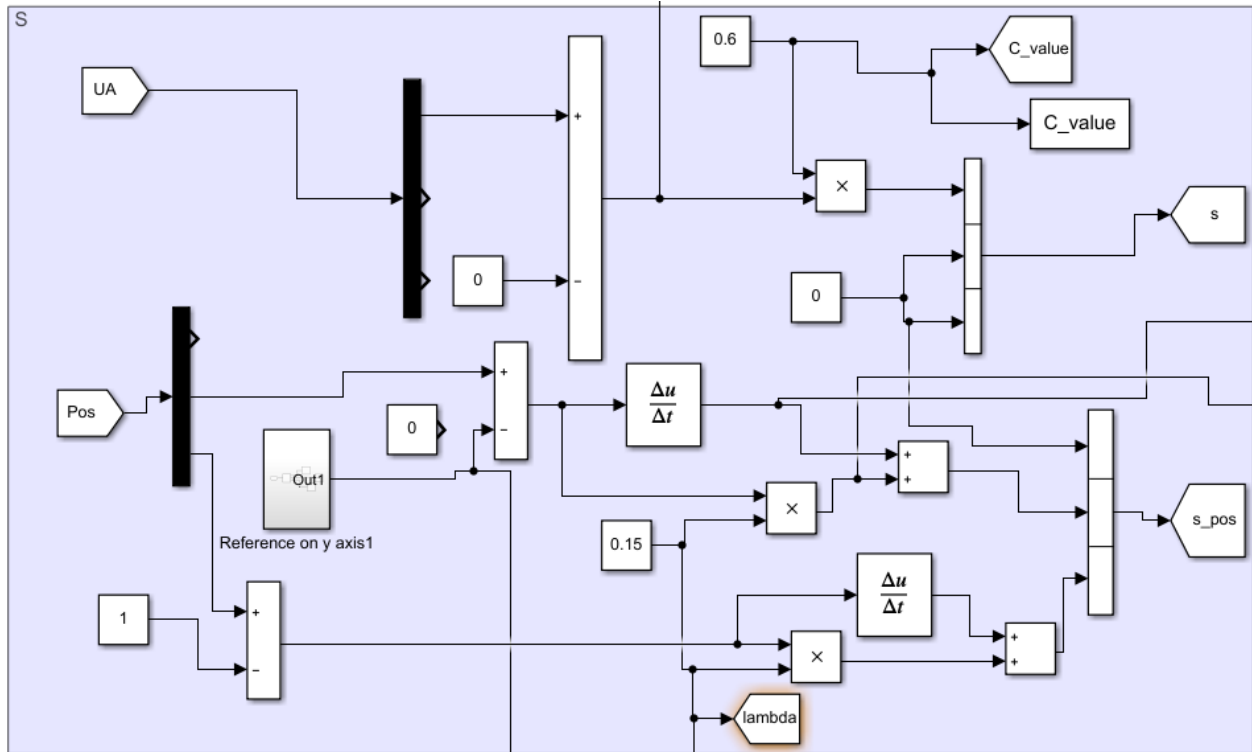 S
0.6
C_value
UA
C_value
+
×
s
0
−
0
+
Δu
Δt
Pos
0
−
+
+
Out1
×
s_pos
0.15
Reference on y axis1
Δu
Δt
1
+
+
+
×
−
lambda